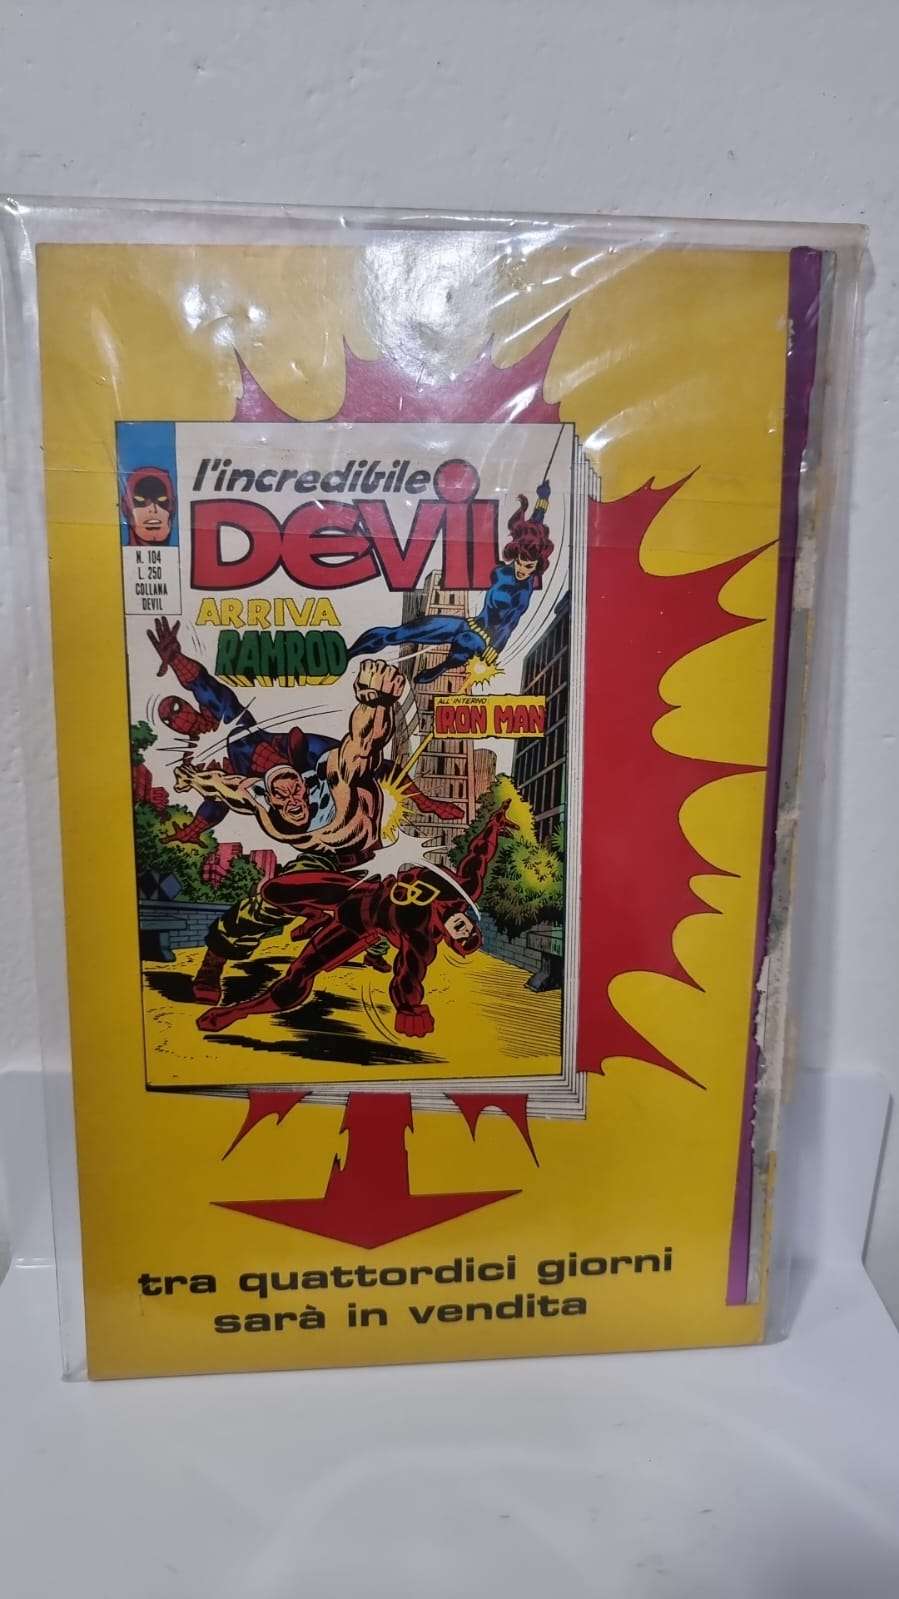 l'incredibile
DEVIL
N. 104
L. 250
COLLANA
DEVIL
ARRIVA
RAMROD
ALL'INTERNO
IRON MAN
tra quattordici giorni
sarà in vendita